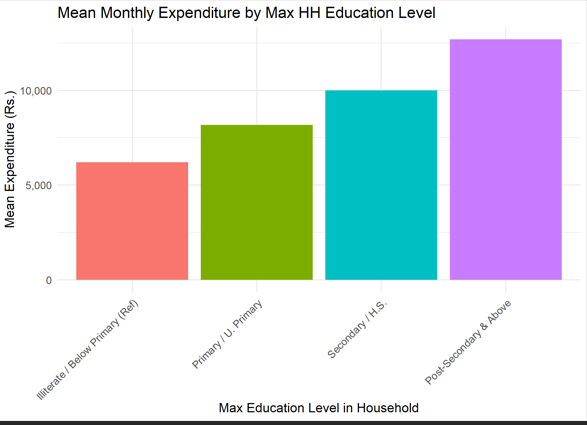 Mean Monthly Expenditure by Max HH Education Level
Mean Expenditure (Rs.)
10,000
5,000
0
Illiterate / Below Primary (Ref)
Primary / U. Primary
Secondary / H.S.
Post-Secondary & Above
Max Education Level in Household